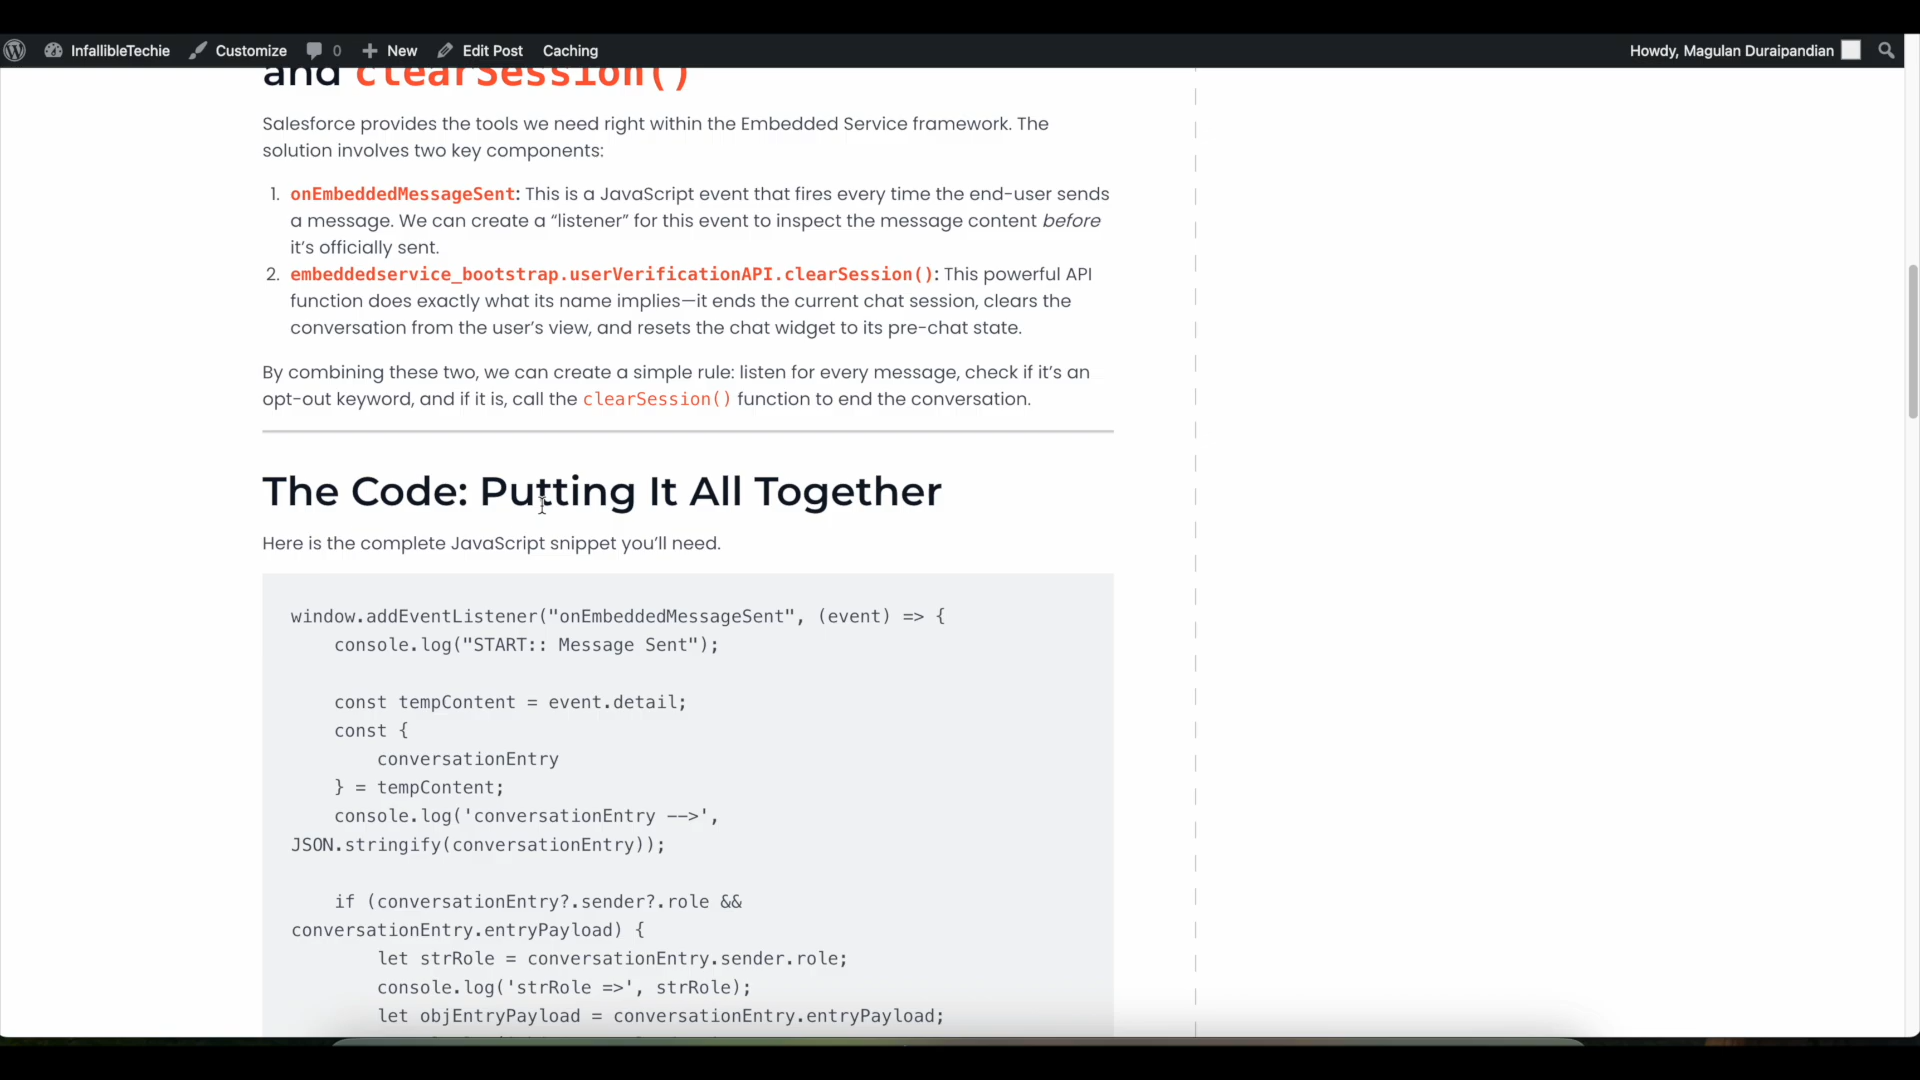 InfallibleTechie Customize 0 New Edit Post Caching Howdy, Magulan Duraipandian
and clearSession()
Salesforce provides the tools we need right within the Embedded Service framework. The
solution involves two key components:
1. onEmbeddedMessageSent: This is a JavaScript event that fires every time the end-user sends
a message. We can create a “listener” for this event to inspect the message content before
it’s officially sent.
2. embeddedservice_bootstrap.userVerificationAPI.clearSession(): This powerful API
function does exactly what its name implies—it ends the current chat session, clears the
conversation from the user’s view, and resets the chat widget to its pre-chat state.
By combining these two, we can create a simple rule: listen for every message, check if it’s an
opt-out keyword, and if it is, call the clearSession() function to end the conversation.
The Code: Putting It All Together
Here is the complete JavaScript snippet you’ll need.
window.addEventListener("onEmbeddedMessageSent", (event) => {
    console.log("START:: Message Sent");
    const tempContent = event.detail;
    const {
        conversationEntry
    } = tempContent;
    console.log('conversationEntry -->',
JSON.stringify(conversationEntry));
    if (conversationEntry?.sender?.role &&
conversationEntry.entryPayload) {
        let strRole = conversationEntry.sender.role;
        console.log('strRole =>', strRole);
        let objEntryPayload = conversationEntry.entryPayload;